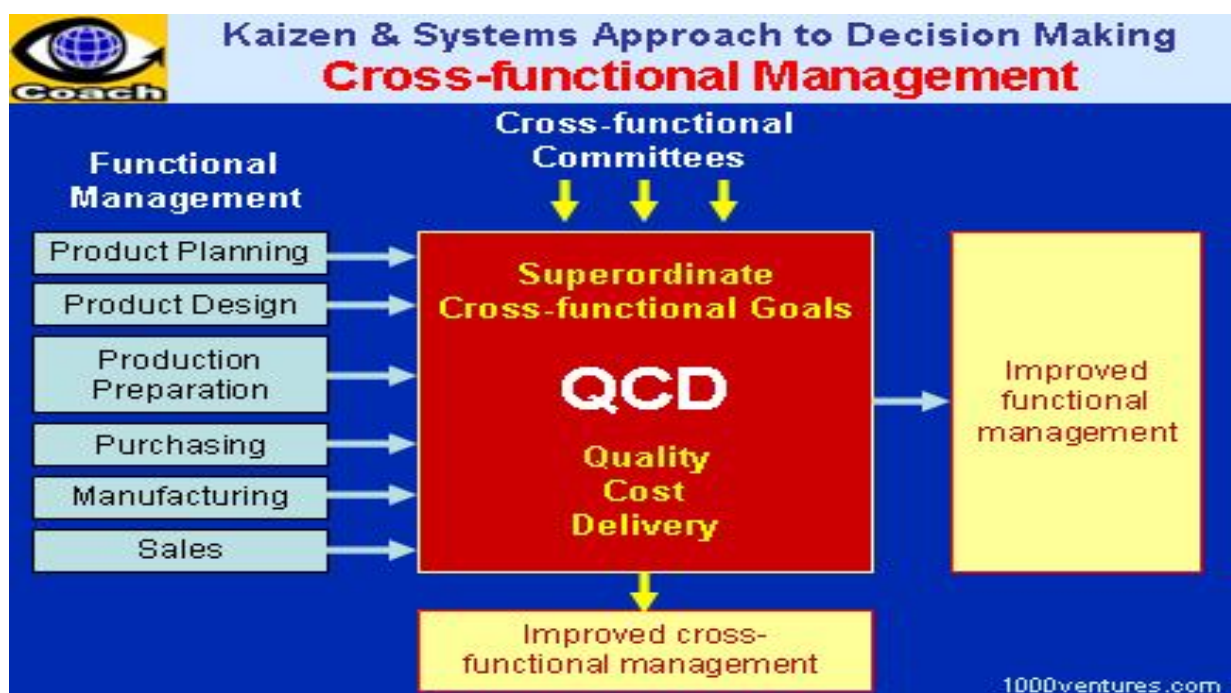 Coach
Kaizen & Systems Approach to Decision Making
Cross-functional Management
Cross-functional
Committees
Functional
Management
Product Planning
Product Design
Production
Preparation
Purchasing
Manufacturing
Sales
Superordinate
Cross-functional Goals
QCD
Quality
Cost
Delivery
Improved
functional
management
Improved cross-
functional management
1000ventures.com